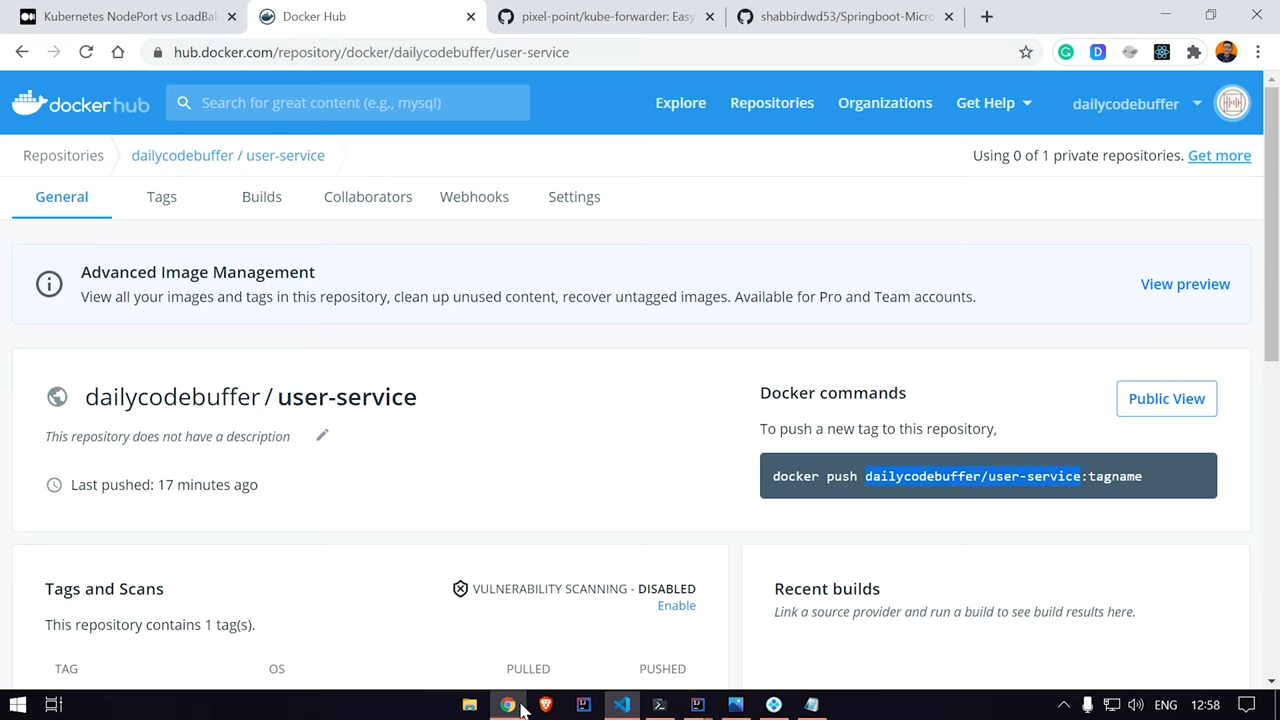 Kubernetes NodePort vs LoadBal
Docker Hub
pixel-point/kube-forwarder: Easy
shabbirdwd53/Springboot-Micro
hub.docker.com/repository/docker/dailycodebuffer/user-service
dockerhub
Search for great content (e.g., mysql)
Explore
Repositories
Organizations
Get Help
dailycodebuffer
Repositories
dailycodebuffer / user-service
Using 0 of 1 private repositories. Get more
General
Tags
Builds
Collaborators
Webhooks
Settings
Advanced Image Management
View all your images and tags in this repository, clean up unused content, recover untagged images. Available for Pro and Team accounts.
View preview
dailycodebuffer / user-service
This repository does not have a description
Last pushed: 17 minutes ago
Docker commands
Public View
To push a new tag to this repository,
docker push dailycodebuffer/user-service:tagname
Tags and Scans
VULNERABILITY SCANNING - DISABLED
Enable
This repository contains 1 tag(s).
TAG
OS
PULLED
PUSHED
Recent builds
Link a source provider and run a build to see build results here.
ENG
12:58